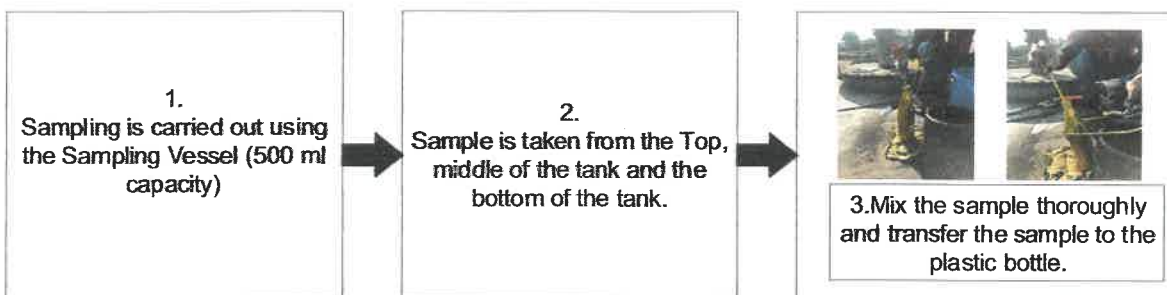 1.
Sampling is carried out using
the Sampling Vessel (500 ml
capacity)
2.
Sample is taken from the Top,
middle of the tank and the
bottom of the tank.
3.Mix the sample thoroughly
and transfer the sample to the
plastic bottle.